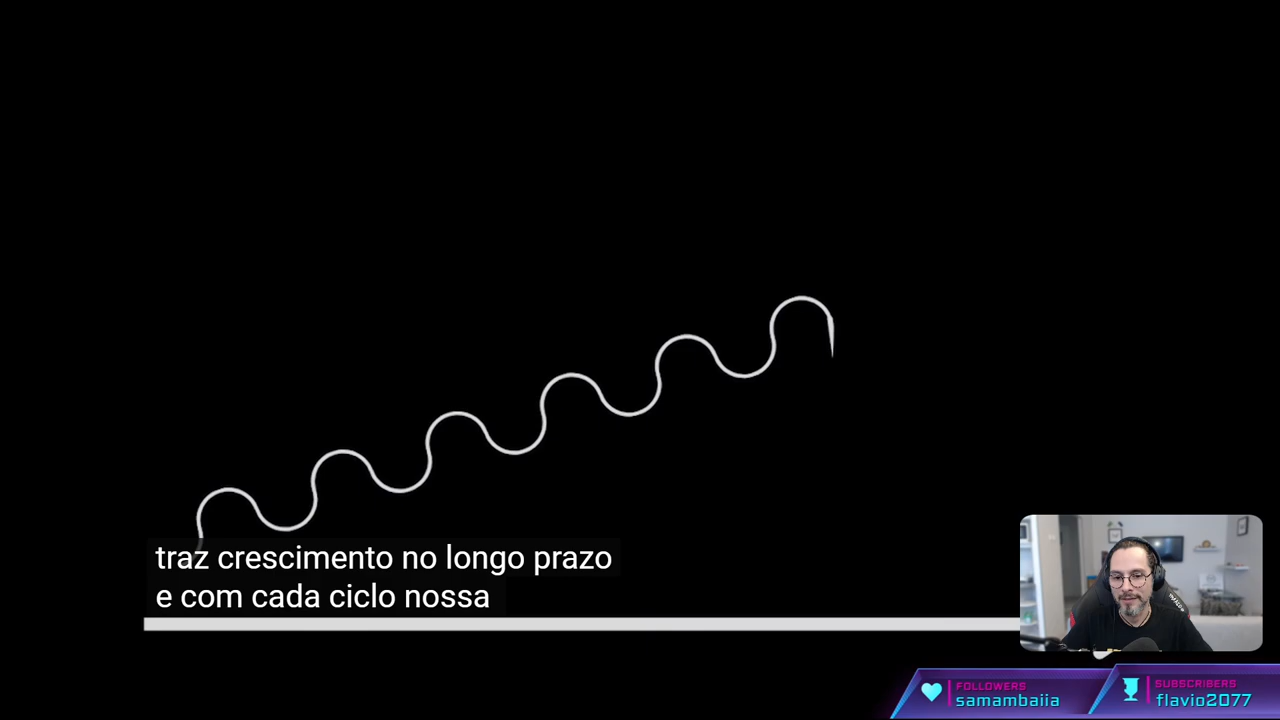 traz crescimento no longo prazo
e com cada ciclo nossa
FOLLOWERS
samambaiia
SUBSCRIBERS
flavio2077